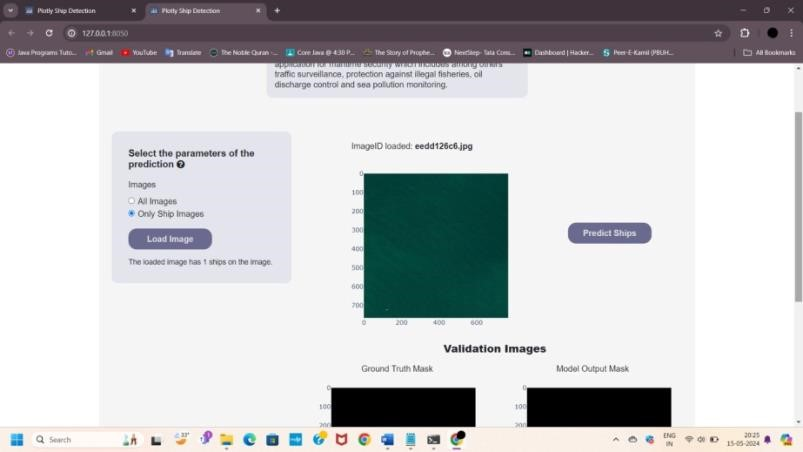 Plotly Ship Detection
Plotly Ship Detection
127.0.0.1:8050
Java Programs Tuto...
Gmail
YouTube
Translate
The Noble Quran -...
Core Java @ 4:30 P...
The Story of Prophe...
NextStep- Tata Cons...
Dashboard | Hacker...
Peer-E-Kamil (PBUH...
All Bookmarks
application for maritime security which includes among others
traffic surveillance, protection against illegal fisheries, oil
discharge control and sea pollution monitoring.
Select the parameters of the
prediction ?
Images
All Images
Only Ship Images
Load Image
The loaded image has 1 ships on the image.
ImageID loaded: eedd126c6.jpg
0
100
200
300
400
500
600
700
0 200 400 600
Predict Ships
Validation Images
Ground Truth Mask
Model Output Mask
0
100
200
0
100
200
Search
33°
ENG
IN
20:25
15-05-2024